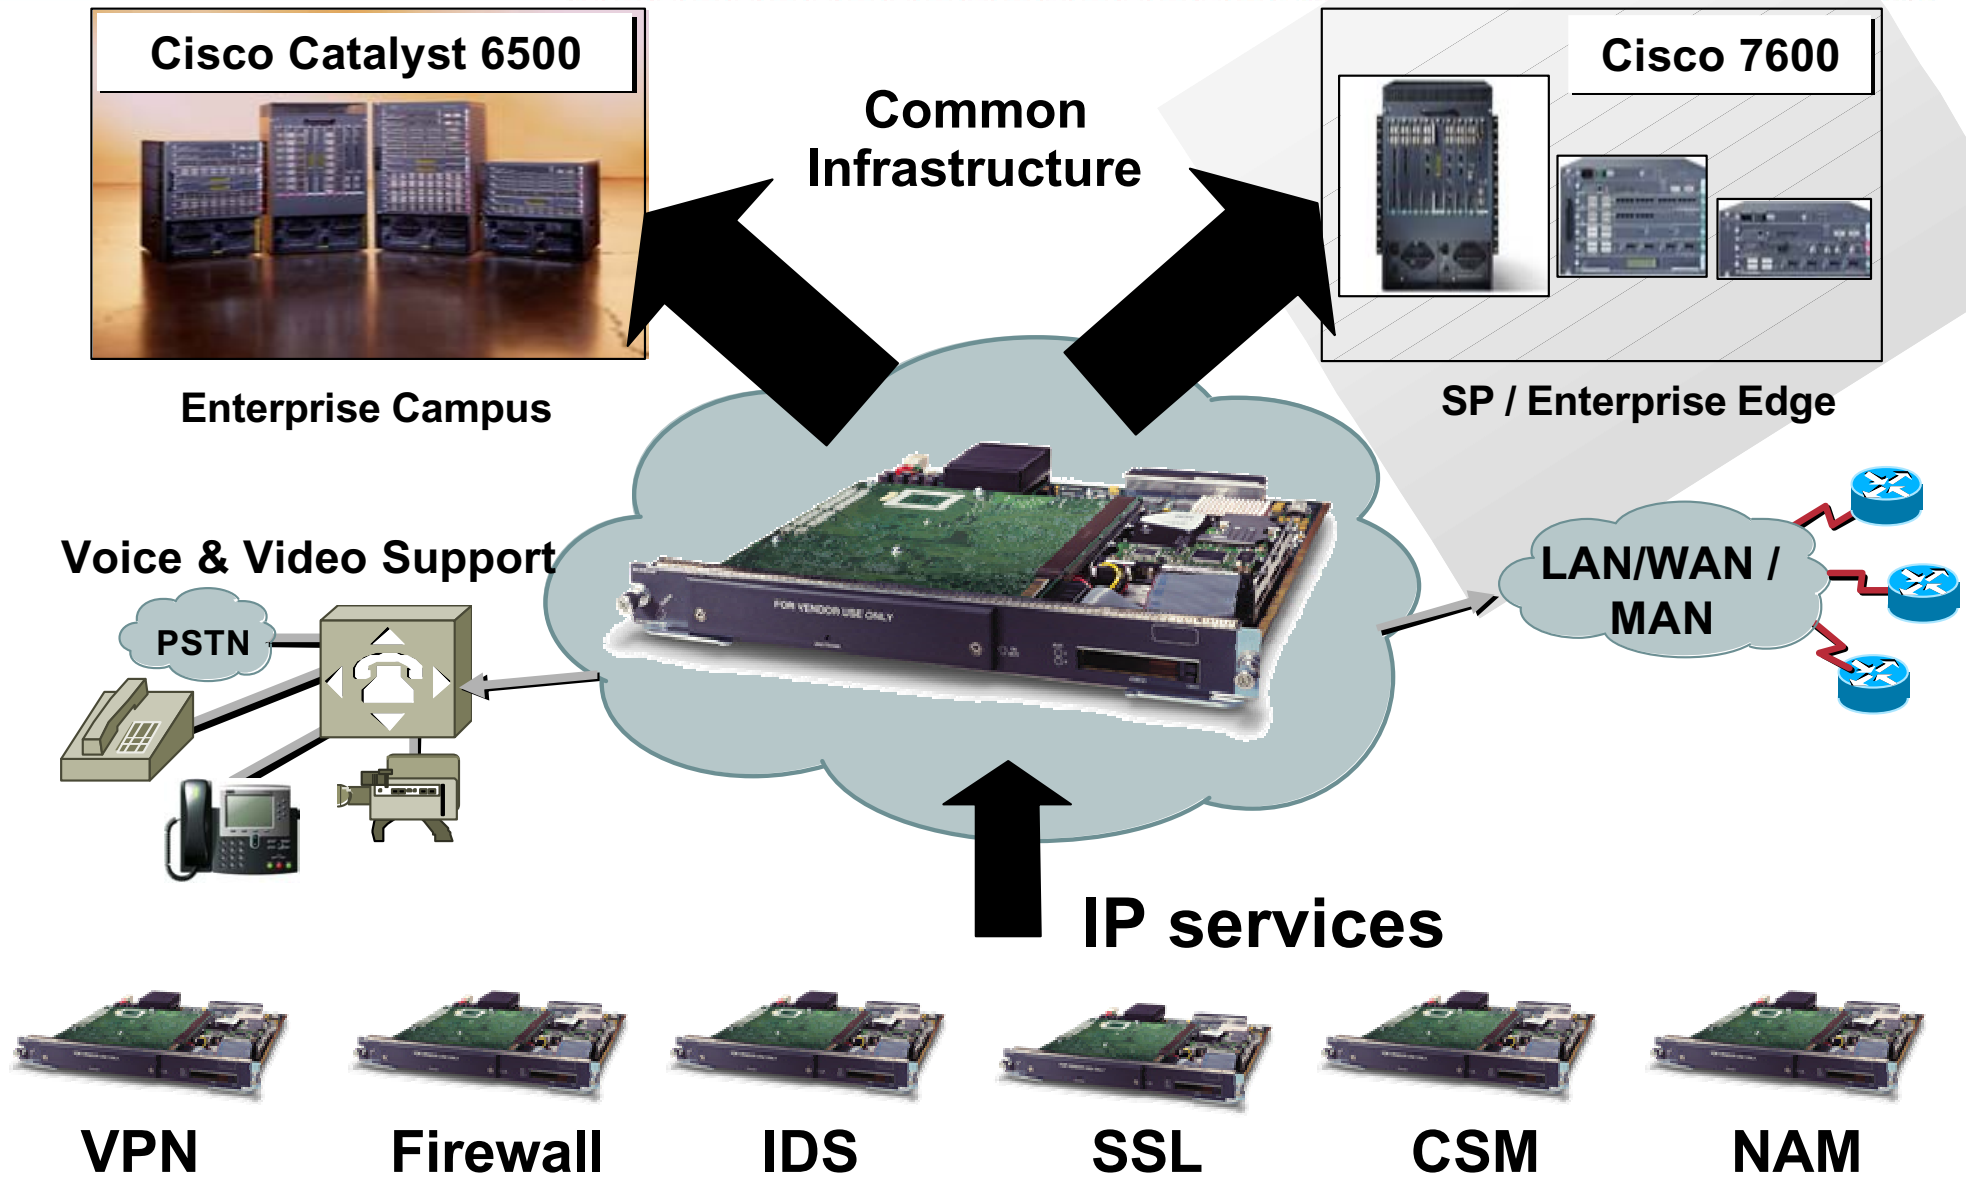 Cisco Catalyst 6500
Cisco 7600
Common
Infrastructure
Enterprise Campus
SP / Enterprise Edge
Voice & Video Support
PSTN
FOR VENDOR USE ONLY
LAN/WAN /
MAN
IP services
VPN
Firewall
IDS
SSL
CSM
NAM